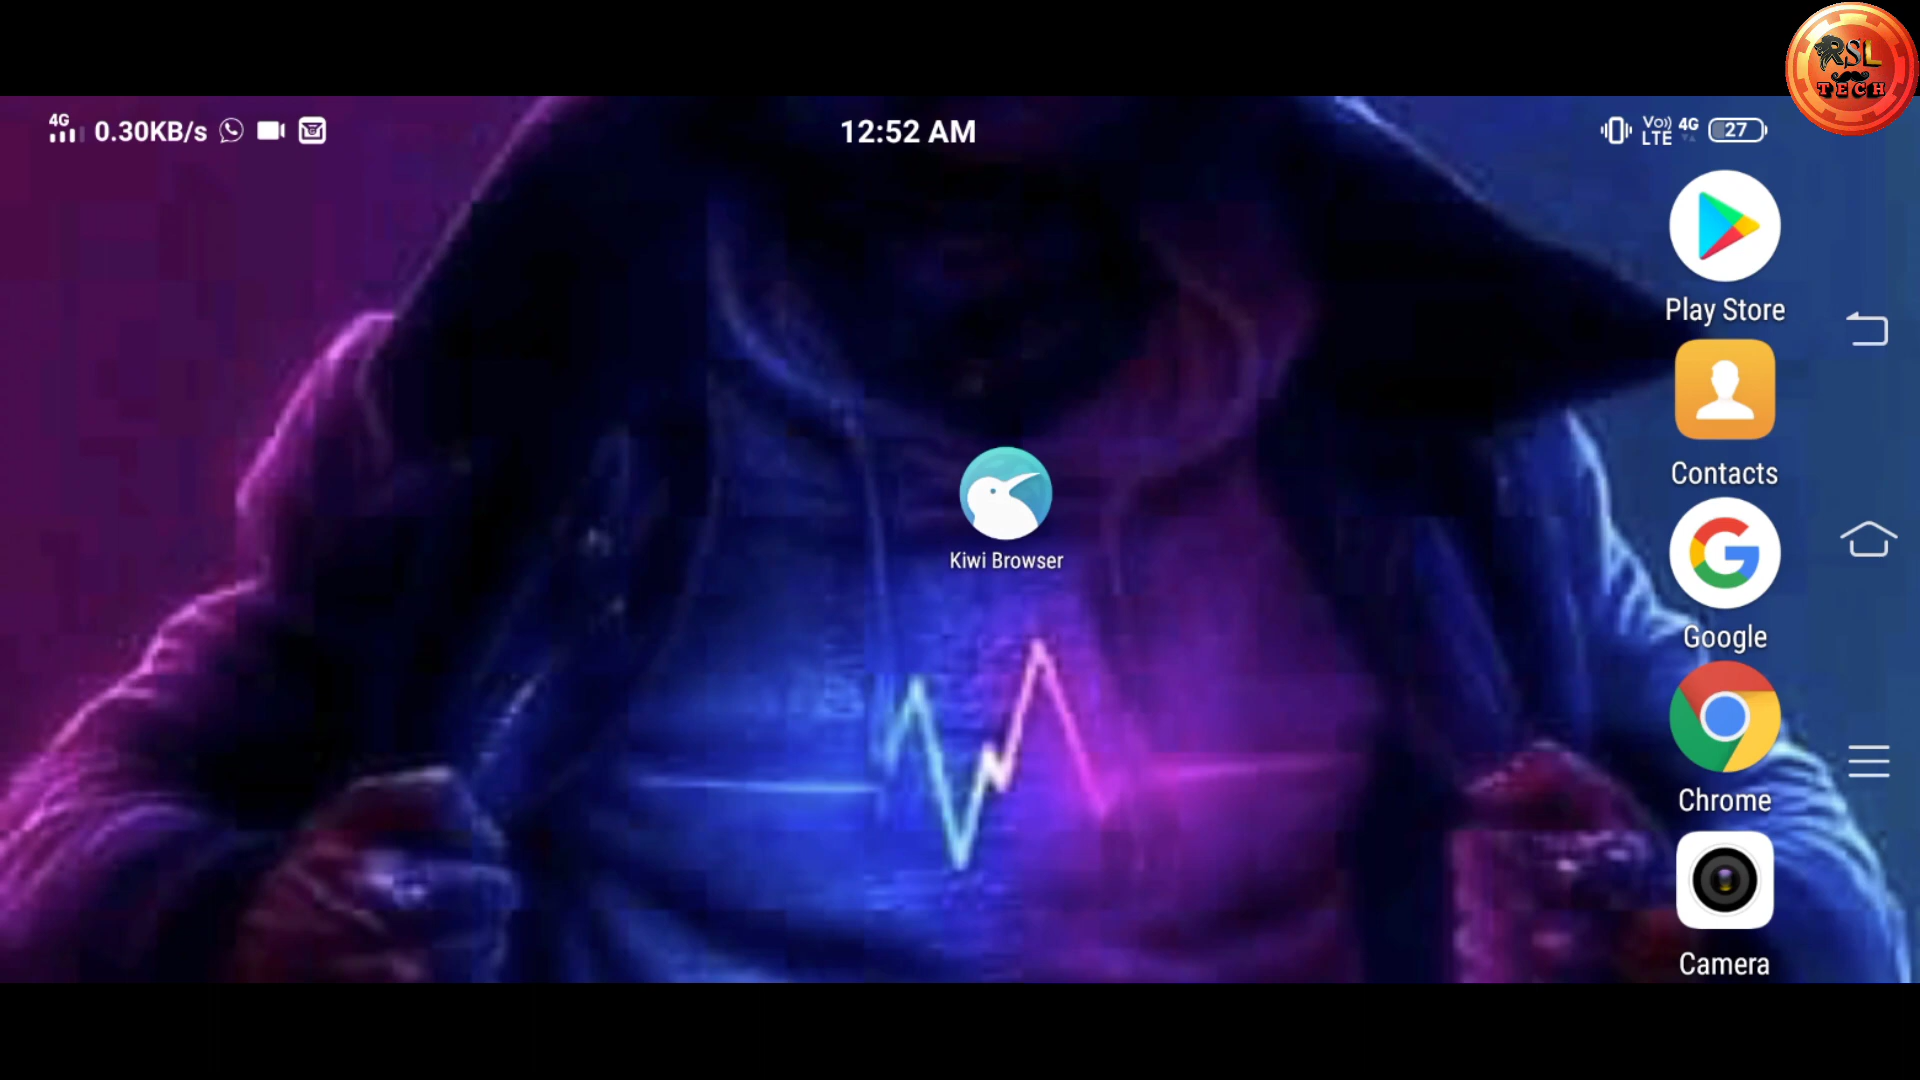 RSL
TECH
4G 0.30KB/s 12:52 AM Vo)) LTE 4G 27
Play Store
Contacts
Kiwi Browser
Google
Chrome
Camera